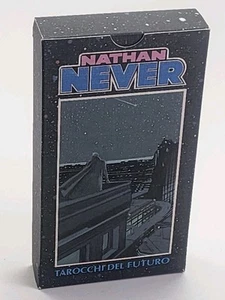 NATHAN
NEVER
TAROCCHI DEL FUTURO